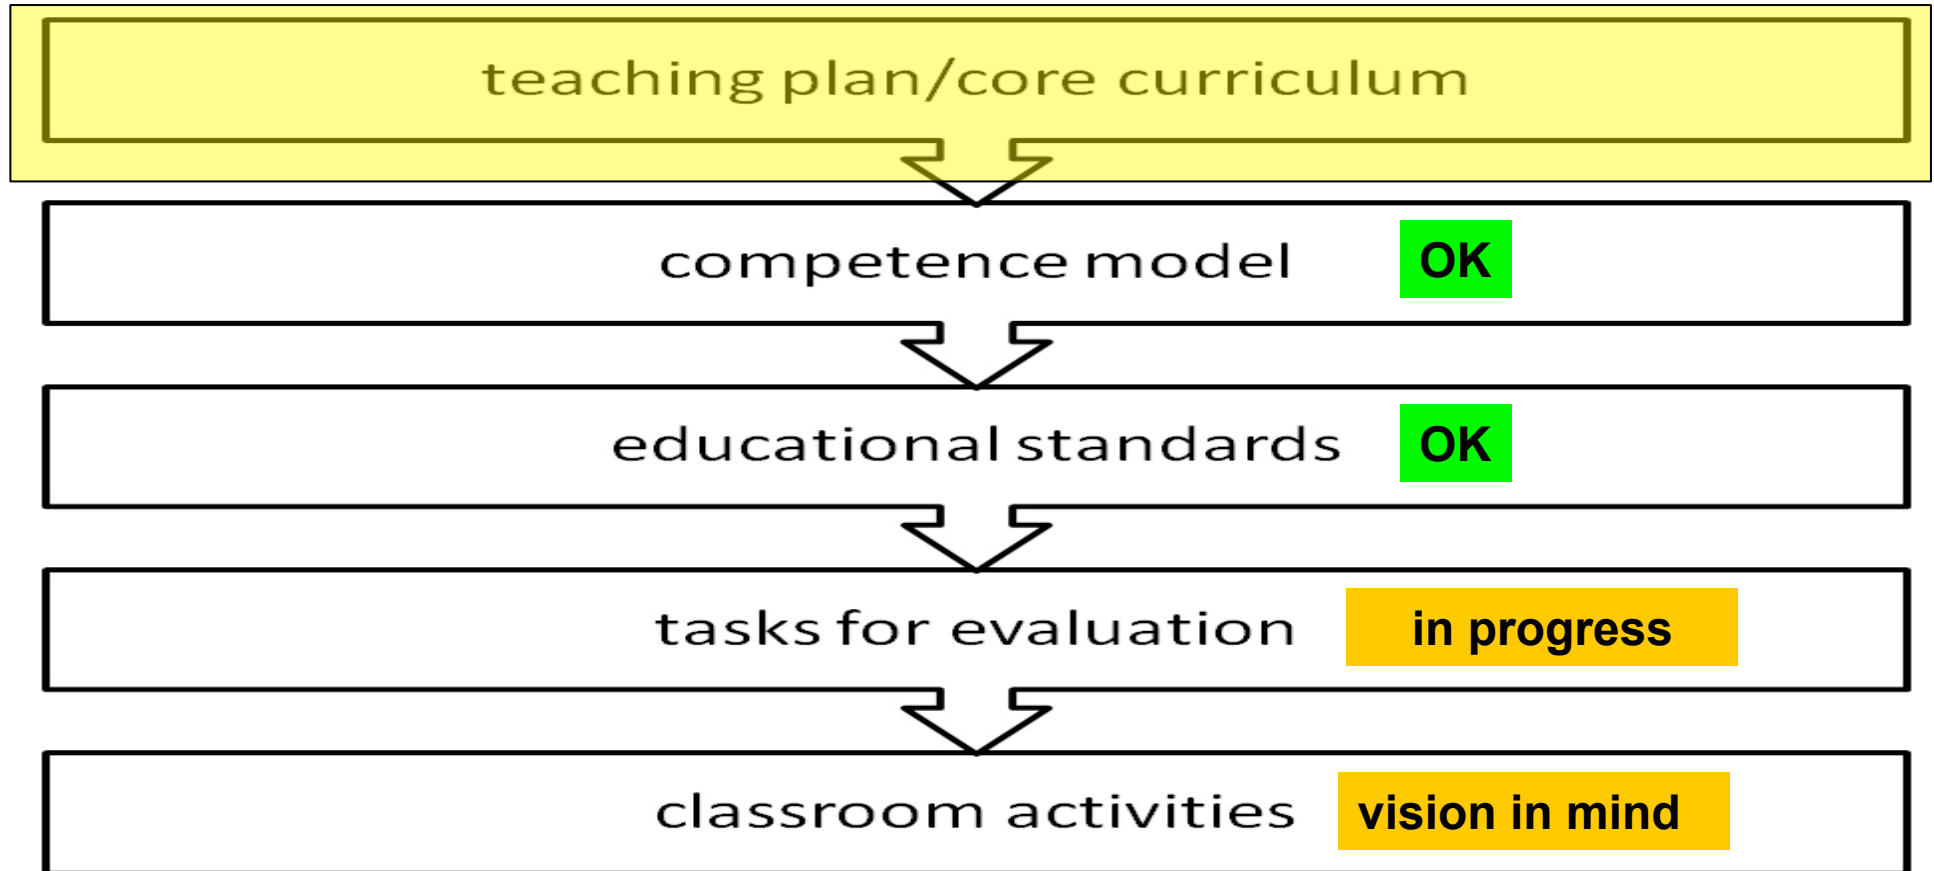 teaching plan/core curriculum
competence model OK
educational standards OK
tasks for evaluation in progress
classroom activities vision in mind